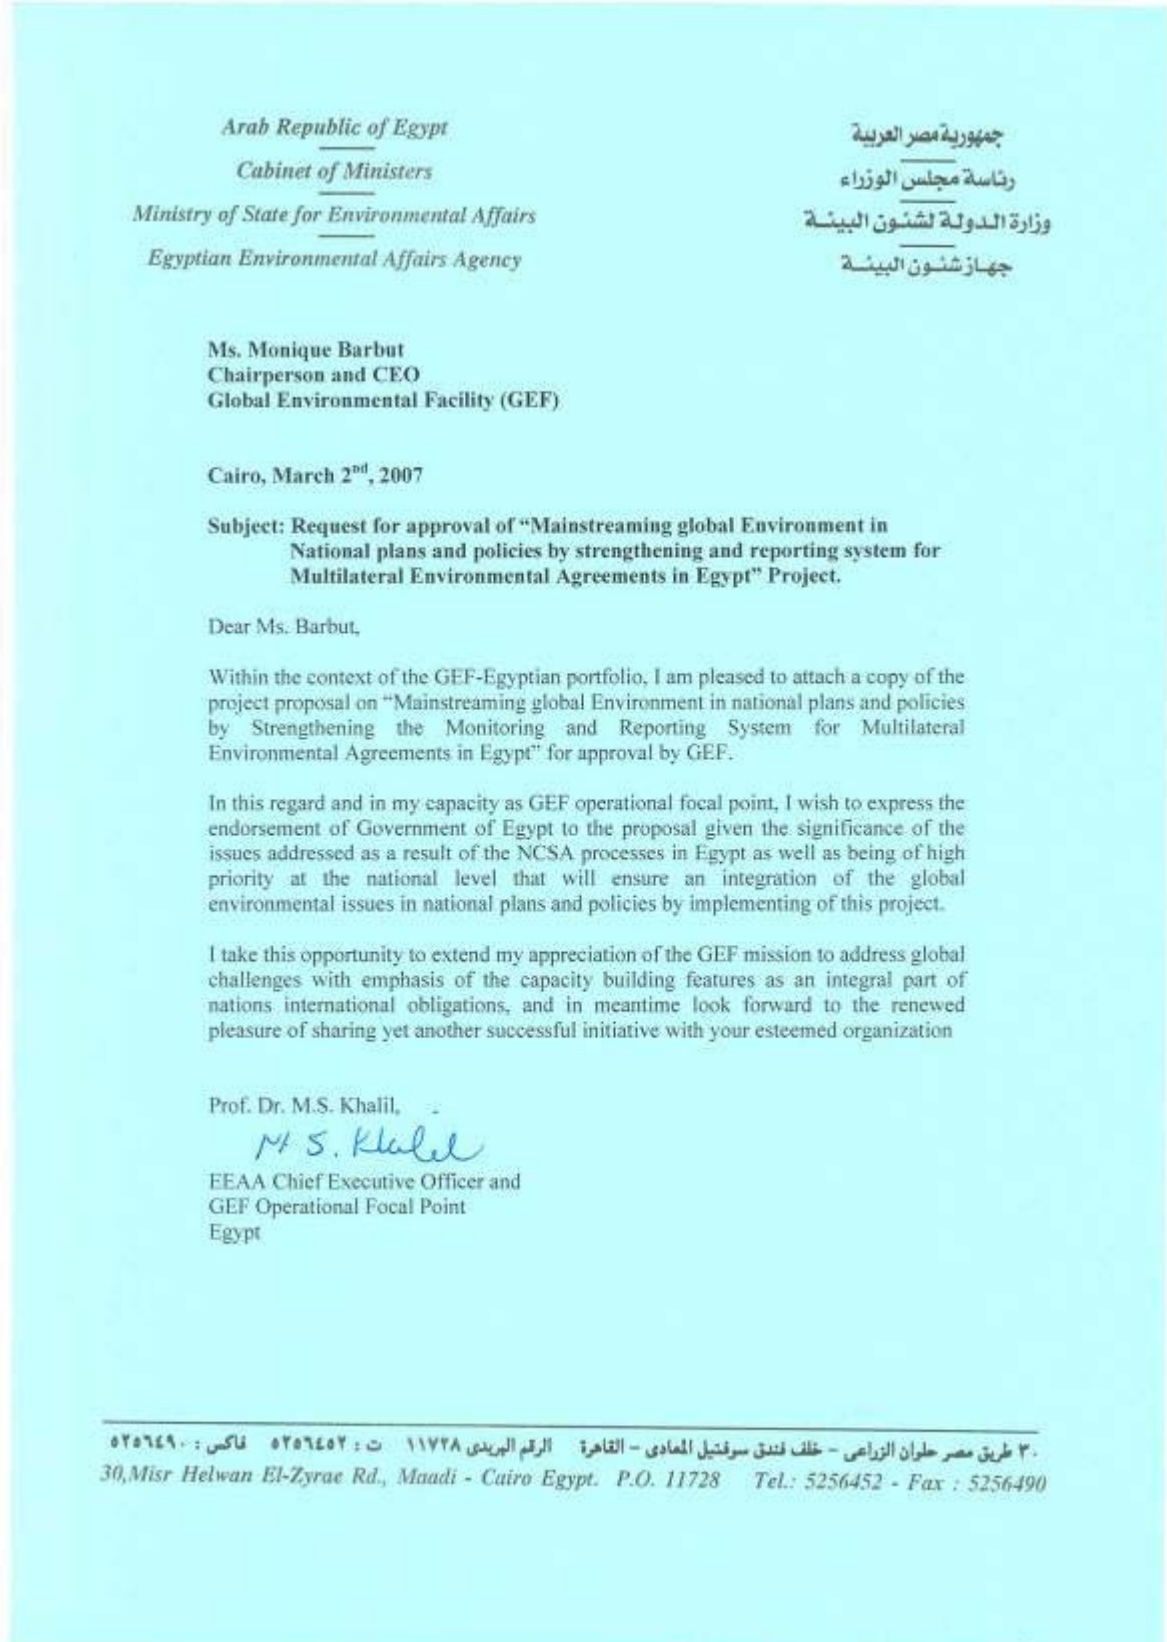 Arab Republic of Egypt
Cabinet of Ministers
Ministry of State for Environmental Affairs
Egyptian Environmental Affairs Agency
جمهورية مصر العربية
رئاسة مجلس الوزراء
وزارة الدولة لشئون البيئة
جهاز شئون البيئة
Ms. Monique Barbut
Chairperson and CEO
Global Environmental Facility (GEF)
Cairo, March 2nd, 2007
Subject: Request for approval of “Mainstreaming global Environment in
National plans and policies by strengthening and reporting system for
Multilateral Environmental Agreements in Egypt” Project.
Dear Ms. Barbut,
Within the context of the GEF-Egyptian portfolio, I am pleased to attach a copy of the
project proposal on “Mainstreaming global Environment in national plans and policies
by Strengthening the Monitoring and Reporting System for Multilateral
Environmental Agreements in Egypt” for approval by GEF.
In this regard and in my capacity as GEF operational focal point, I wish to express the
endorsement of Government of Egypt to the proposal given the significance of the
issues addressed as a result of the NCSA processes in Egypt as well as being of high
priority at the national level that will ensure an integration of the global
environmental issues in national plans and policies by implementing of this project.
I take this opportunity to extend my appreciation of the GEF mission to address global
challenges with emphasis of the capacity building features as an integral part of
nations international obligations, and in meantime look forward to the renewed
pleasure of sharing yet another successful initiative with your esteemed organization
Prof. Dr. M.S. Khalil,
M S. Khalil
EEAA Chief Executive Officer and
GEF Operational Focal Point
Egypt
٣٠ طريق مصر حلوان الزراعى - خلف فندق سوفتيل المعادى - القاهرة الرقم البريدى ١١٧٢٨ ت : ٥٢٥٦٤٥٢ فاكس : ٥٢٥٦٤٩٠
30,Misr Helwan El-Zyrae Rd., Maadi - Cairo Egypt. P.O. 11728 Tel.: 5256452 - Fax : 5256490